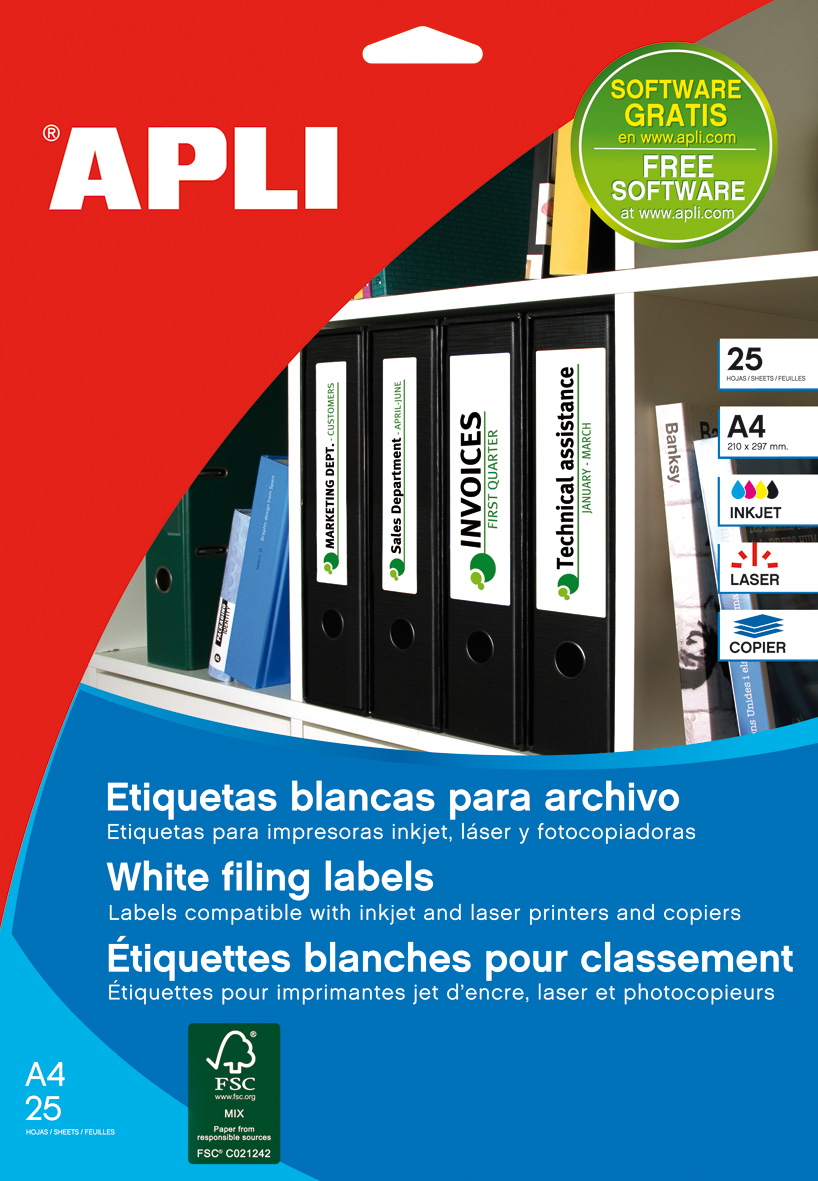 ® APLI
SOFTWARE
GRATIS
en www.apli.com
FREE
SOFTWARE
at www.apli.com
MARKETING DEPT. - CUSTOMERS
Sales Department - APRIL-JUNE
INVOICES
FIRST QUARTER
Technical assistance
JANUARY - MARCH
PACKAGING
IDENTITY
Banksy
25
HOJAS / SHEETS / FEUILLES
A4
210 x 297 mm.
INKJET
LASER
COPIER
Etiquetas blancas para archivo
Etiquetas para impresoras inkjet, láser y fotocopiadoras
White filing labels
Labels compatible with inkjet and laser printers and copiers
Étiquettes blanches pour classement
Étiquettes pour imprimantes jet d’encre, laser et photocopieurs
A4
25
HOJAS / SHEETS / FEUILLES
®
FSC
www.fsc.org
MIX
Paper from
responsible sources
FSC® C021242